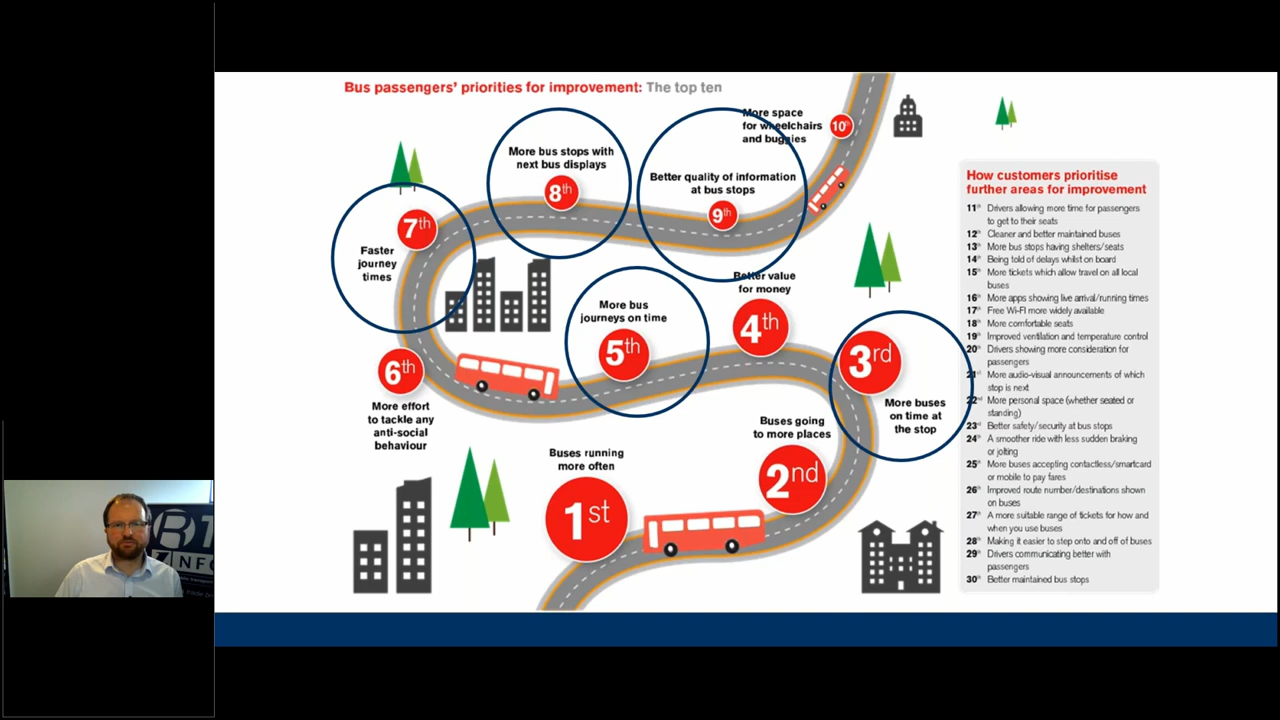 Bus passengers' priorities for improvement: The top ten
More space
for wheelchairs
and buggies
10th
More bus stops with
next bus displays
8th
Better quality of information
at bus stops
9th
7th
Faster
journey
times
Better value
for money
4th
More bus
journeys on time
5th
3rd
More buses
on time at
the stop
6th
More effort
to tackle any
anti-social
behaviour
Buses going
to more places
2nd
Buses running
more often
1st
How customers prioritise
further areas for improvement
11th Drivers allowing more time for passengers
to get to their seats
12th Cleaner and better maintained buses
13th More bus stops having shelters/seats
14th Being told of delays whilst on board
15th More tickets which allow travel on all local
buses
16th More apps showing live arrival/running times
17th Free Wi-Fi more widely available
18th More comfortable seats
19th Improved ventilation and temperature control
20th Drivers showing more consideration for
passengers
21st More audio-visual announcements of which
stop is next
22nd More personal space (whether seated or
standing)
23rd Better safety/security at bus stops
24th A smoother ride with less sudden braking
or jolting
25th More buses accepting contactless/smartcard
or mobile to pay fares
26th Improved route number/destinations shown
on buses
27th A more suitable range of tickets for how and
when you use buses
28th Making it easier to step onto and off of buses
29th Drivers communicating better with
passengers
30th Better maintained bus stops